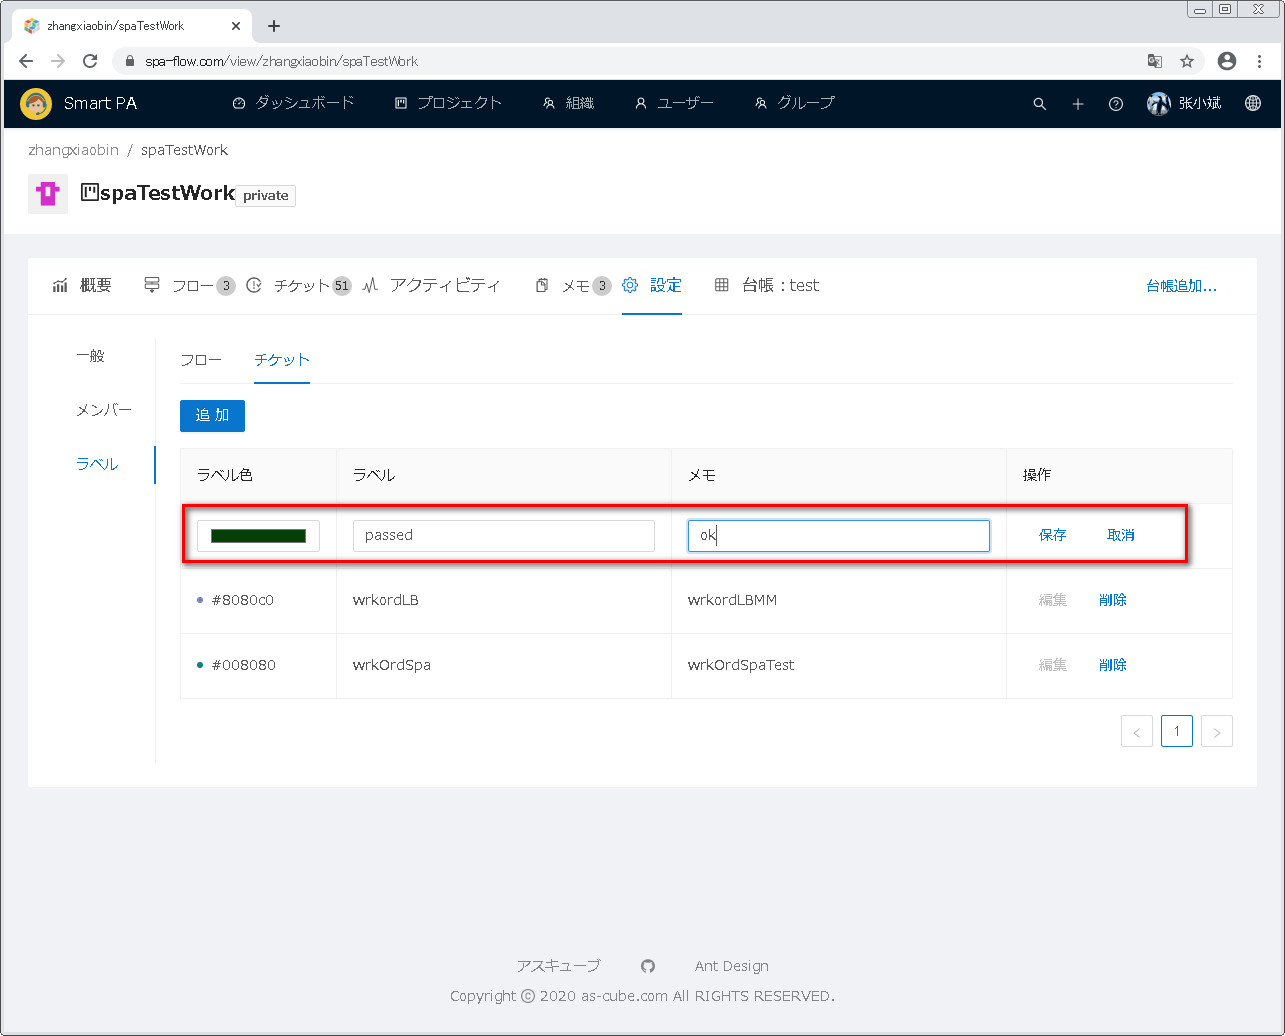 zhangxiaobin/spaTestWork
spa-flow.com/view/zhangxiaobin/spaTestWork
Smart PA ダッシュボード プロジェクト 組織 ユーザー グループ 张小斌
zhangxiaobin / spaTestWork
spaTestWork private
概要 フロー 3 チケット 51 アクティビティ メモ 3 設定 台帳：test 台帳追加...
一般
メンバー
ラベル
フロー チケット
追 加
ラベル色 ラベル メモ 操作
passed ok 保存 取消
#8080c0 wrkordLB wrkordLBMM 編集 削除
#008080 wrkOrdSpa wrkOrdSpaTest 編集 削除
< 1 >
アスキューブ Ant Design
Copyright © 2020 as-cube.com All RIGHTS RESERVED.